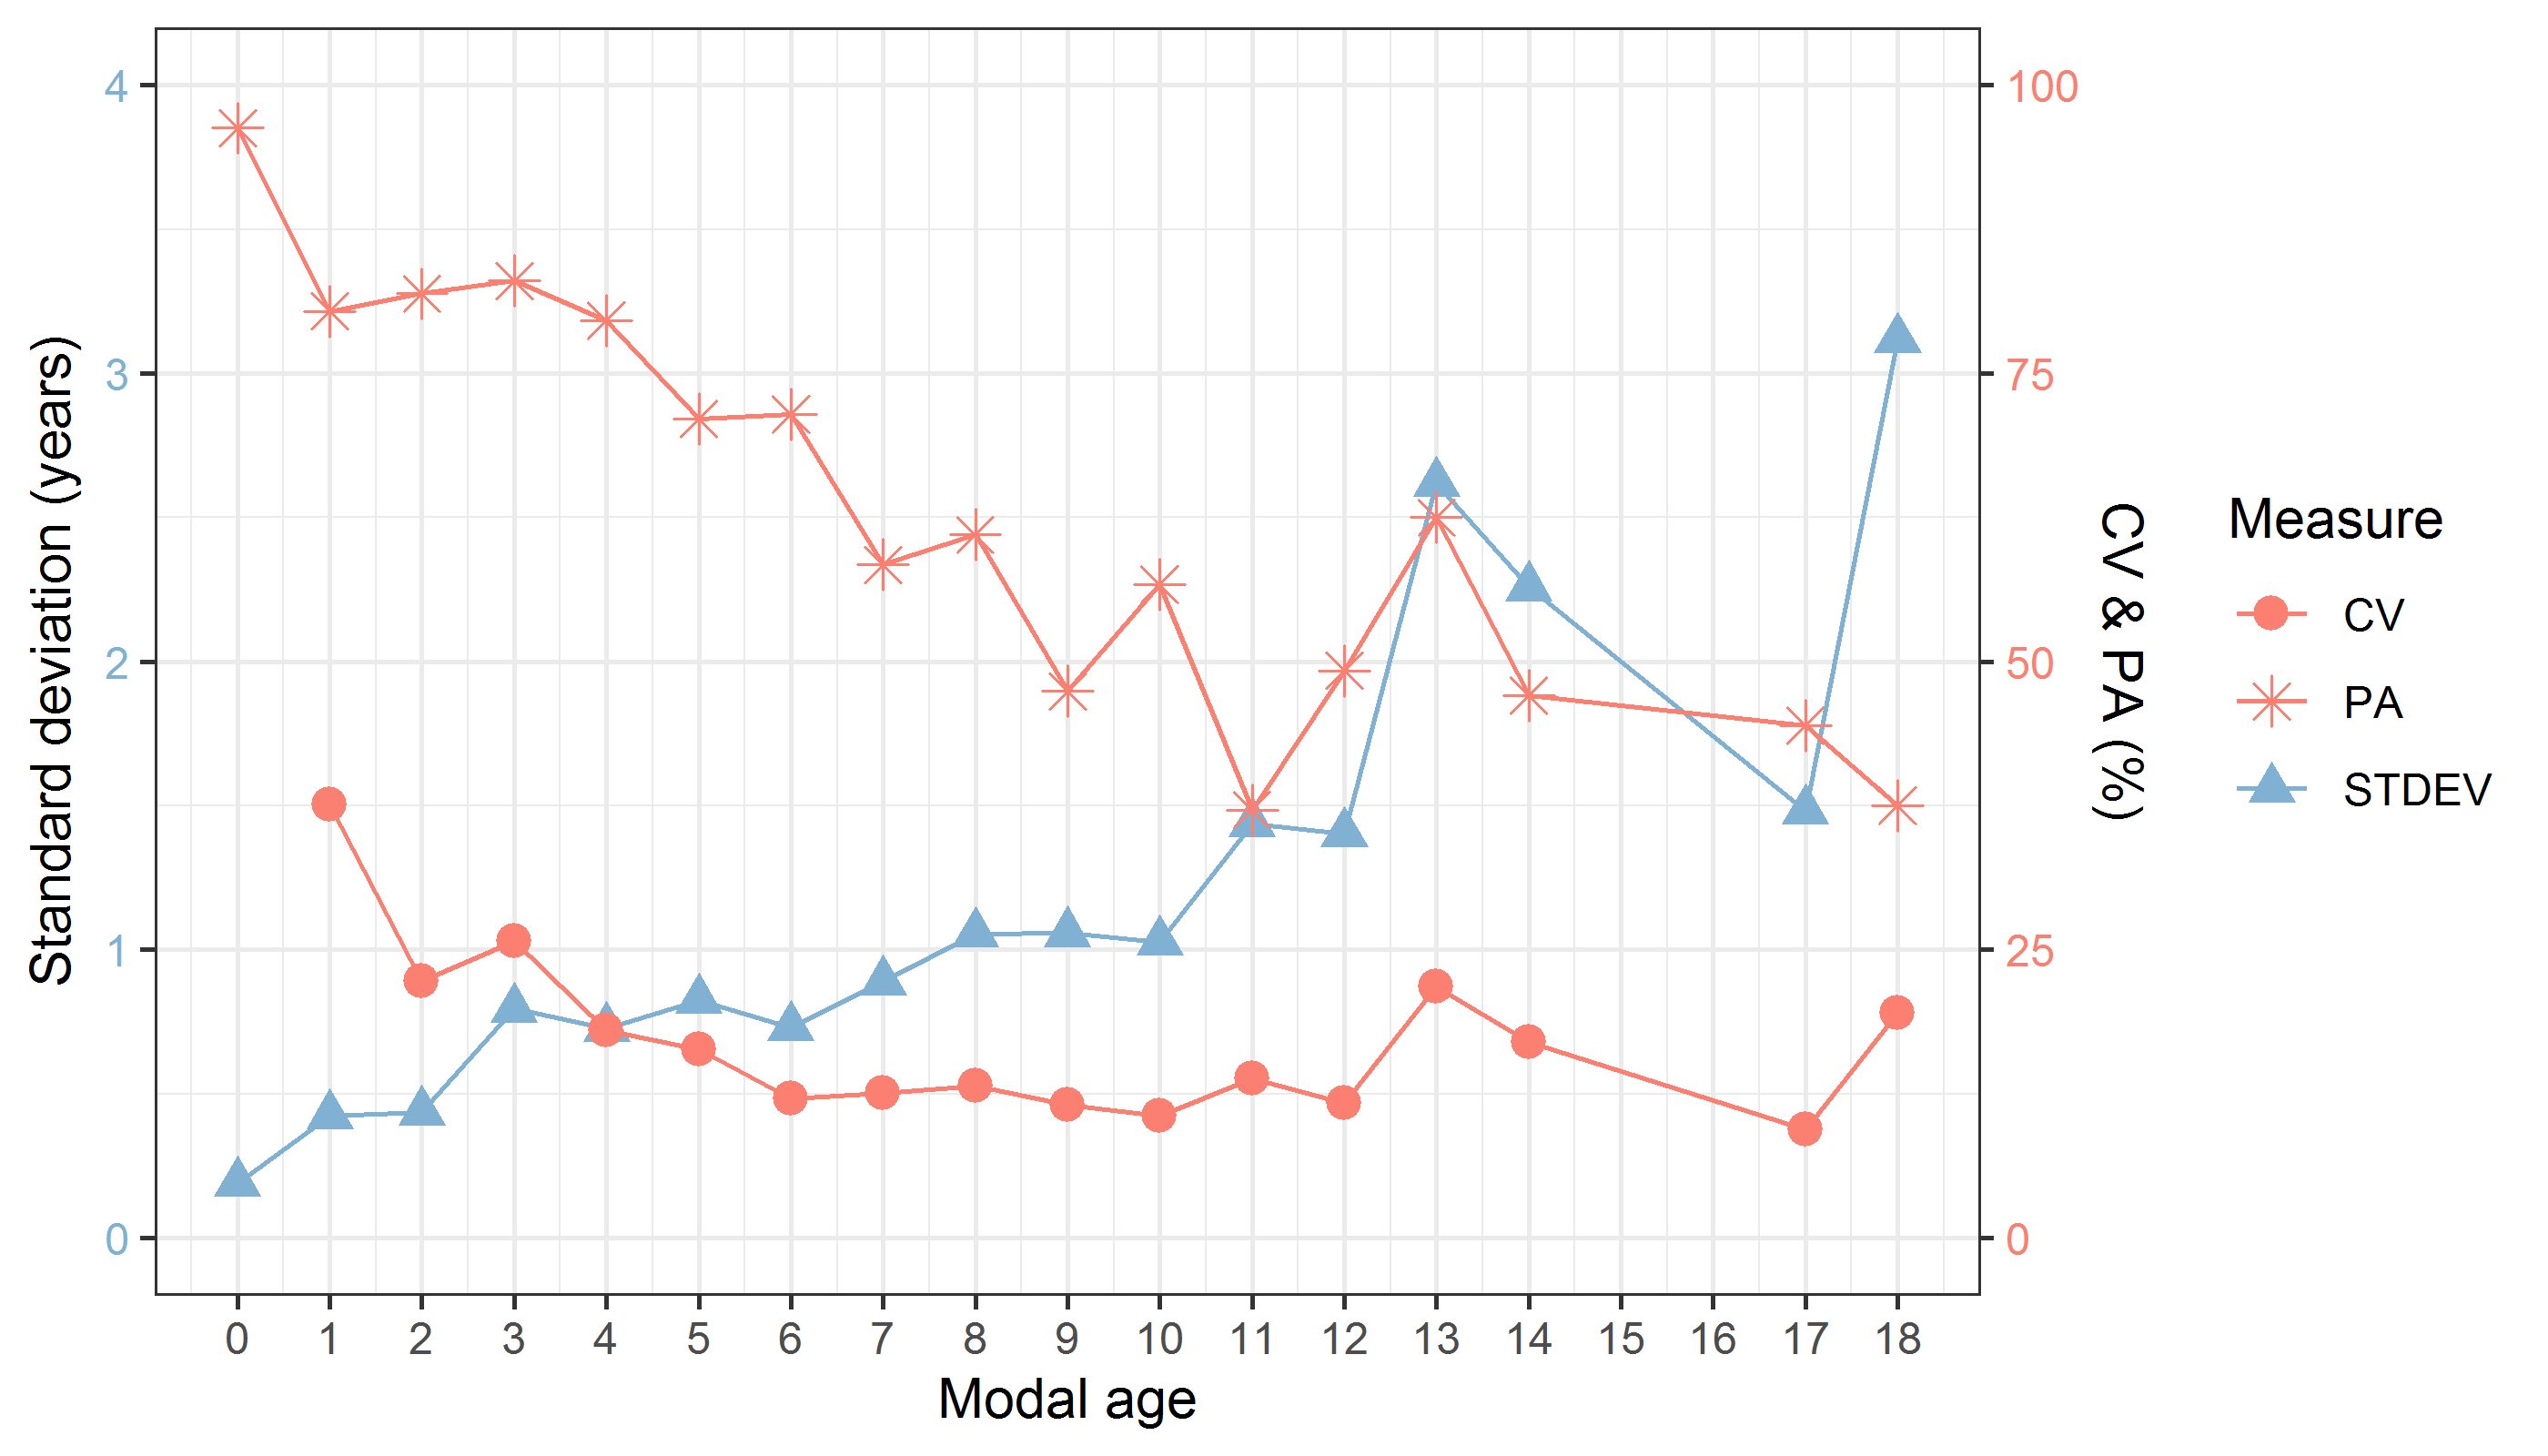 4
3
2
1
0
Standard deviation (years)
100
75
50
25
0
CV & PA (%)
0 1 2 3 4 5 6 7 8 9 10 11 12 13 14 15 16 17 18
Modal age
Measure
CV
PA
STDEV